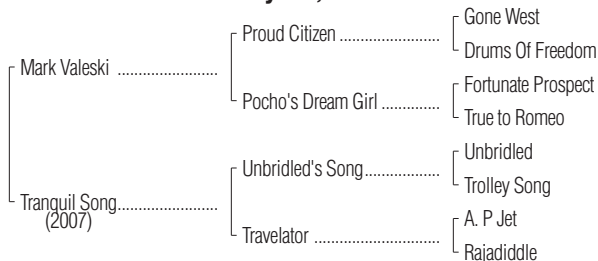 Gone West
Proud Citizen ........................
Drums Of Freedom
Mark Valeski ........................
Fortunate Prospect
Pocho's Dream Girl ..............
True to Romeo
Unbridled
Unbridled's Song..................
Trolley Song
Tranquil Song........................
(2007)
A. P Jet
Travelator ..............................
Rajadiddle